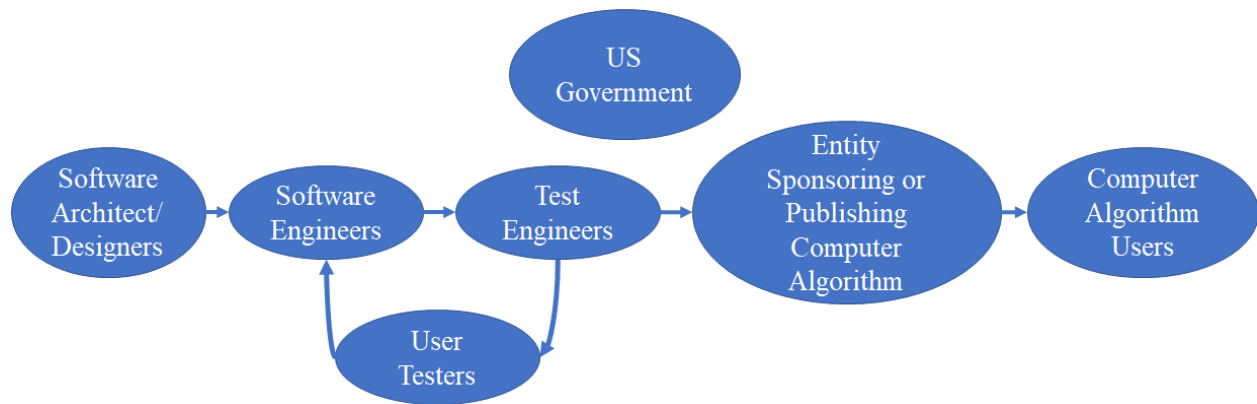 US
Government
Software
Architect/
Designers
Software
Engineers
Test
Engineers
Entity
Sponsoring or
Publishing
Computer
Algorithm
Computer
Algorithm
Users
User
Testers